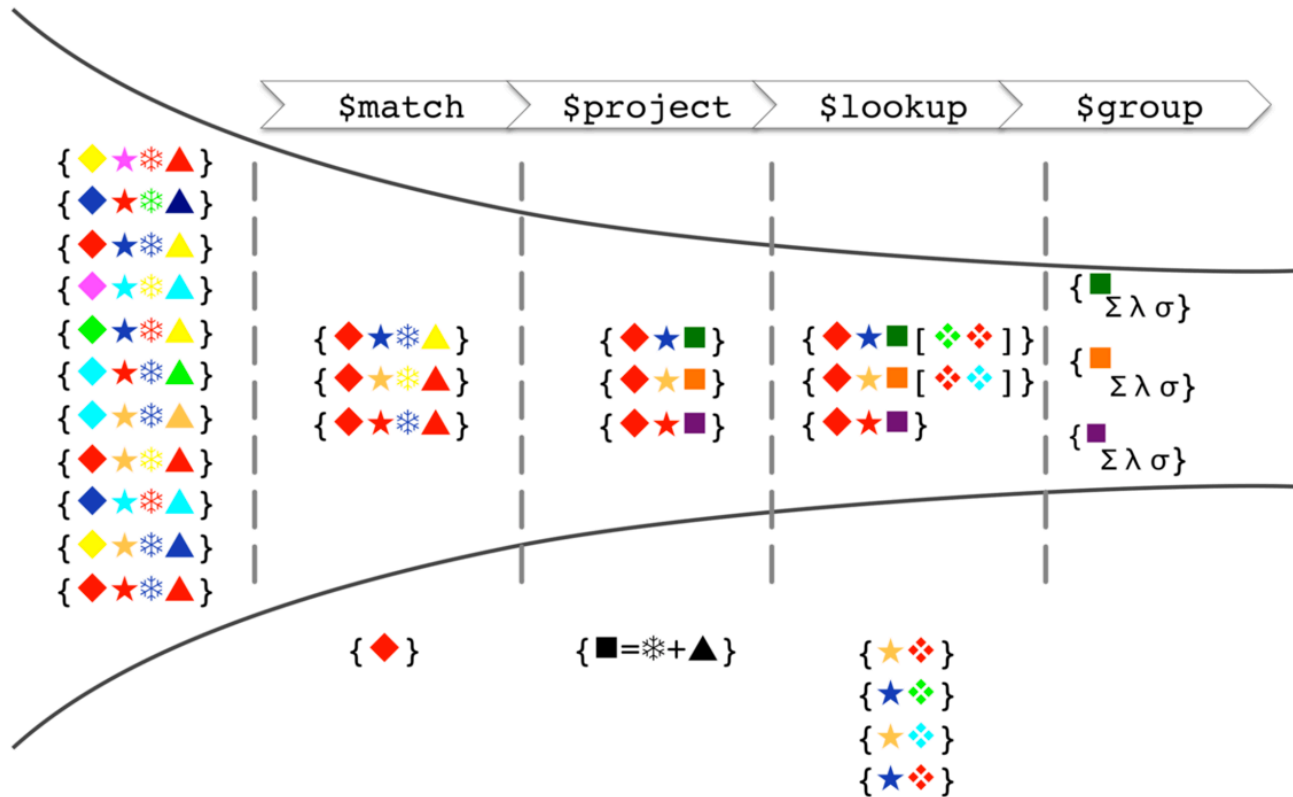 $match $project $lookup $group
{ ◆ ★ ❄ ▲ }
{ ◆ ★ ❄ ▲ }
{ ◆ ★ ❄ ▲ }
{ ◆ ★ ❄ ▲ }
{ ◆ ★ ❄ ▲ }
{ ◆ ★ ❄ ▲ }
{ ◆ ★ ❄ ▲ }
{ ◆ ★ ❄ ▲ }
{ ◆ ★ ❄ ▲ }
{ ◆ ★ ❄ ▲ }
{ ◆ ★ ❄ ▲ }
{ ◆ ★ ❄ ▲ }
{ ◆ ★ ❄ ▲ }
{ ◆ ★ ❄ ▲ }
{ ◆ ★ ■ }
{ ◆ ★ ■ }
{ ◆ ★ ■ }
{ ◆ ★ ■ [ ❖ ❖ ] }
{ ◆ ★ ■ [ ❖ ❖ ] }
{ ◆ ★ ■ }
{ ■
Σ λ σ}
{ ■
Σ λ σ}
{ ■
Σ λ σ}
{ ◆ }
{ ■=❄+▲ }
{ ★ ❖ }
{ ★ ❖ }
{ ★ ❖ }
{ ★ ❖ }